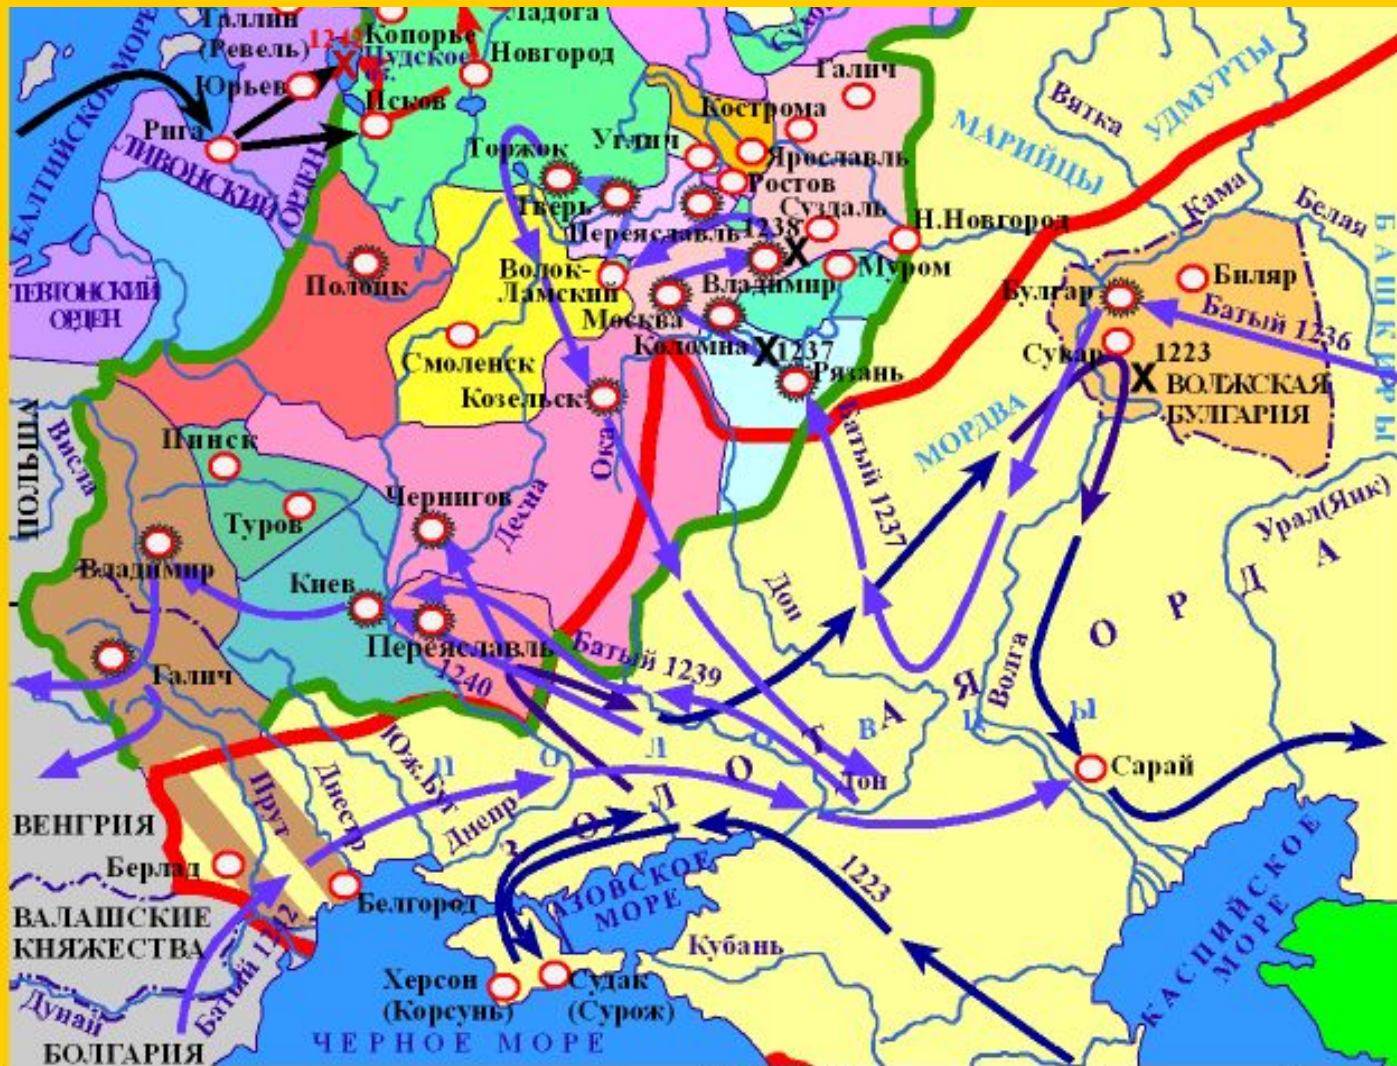 Таллин
(Ревель)
1242
Копорье
Чудское
оз.
Ладога
Новгород
Юрьев
Псков
Рига
БАЛТИЙСКОЕ МОРЕ
ЛИВОНСКИЙ
ОРДЕН
ТЕВТОНСКИЙ
ОРДЕН
Галич
Кострома
Углич
Ярославль
Ростов
Суздаль
Торжок
Тверь
Переяславль
1238
Н.Новгород
Муром
Владимир
Волок-
Ламский
Москва
Коломна
1237
Рязань
Полоцк
Смоленск
Козельск
Вятка
УДМУРТЫ
МАРИЙЦЫ
Кама
Белая
БАШКИРЫ
Биляр
Булгар
Батый 1236
Сувар
1223
ВОЛЖСКАЯ
БУЛГАРИЯ
МОРДВА
Батый 1237
Урал(Яик)
ПОЛЬША
Висла
Пинск
Туров
Чернигов
Десна
Ока
Владимир
Киев
Переяславль
Галич
1240
Батый 1239
Дон
Волга
ЗОЛОТАЯ ОРДА
ПОЛОВЦЫ
Дон
Сарай
Юж.Буг
Днестр
Прут
Днепр
ВЕНГРИЯ
Берлад
Белгород
ВАЛАШСКИЕ
КНЯЖЕСТВА
Батый 1242
Дунай
БОЛГАРИЯ
АЗОВСКОЕ
МОРЕ
1223
Кубань
Херсон
(Корсунь)
Судак
(Сурож)
ЧЕРНОЕ МОРЕ
КАСПИЙСКОЕ
МОРЕ